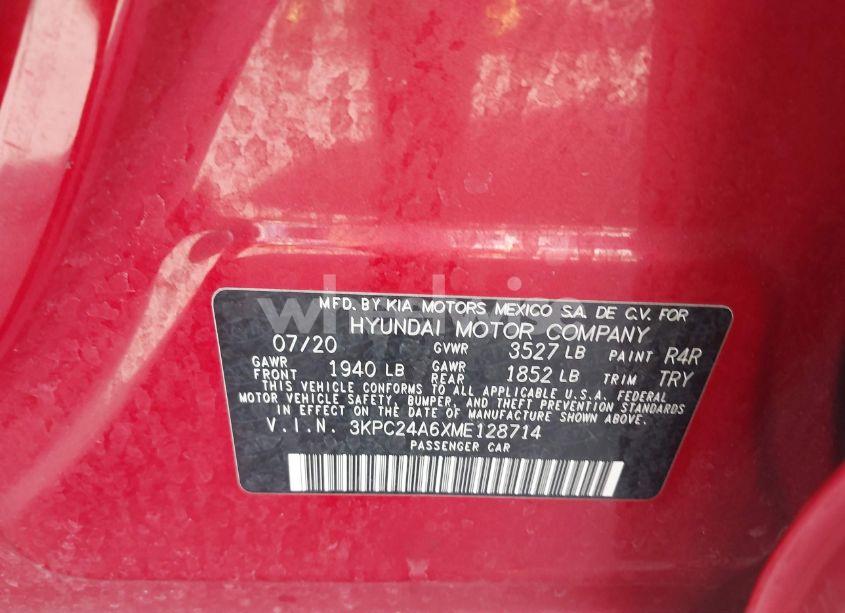 MFD. BY KIA MOTORS MEXICO S.A. DE C.V. FOR
HYUNDAI MOTOR COMPANY
07/20 GVWR 3527 LB PAINT R4R
GAWR FRONT 1940 LB GAWR REAR 1852 LB TRIM TRY
THIS VEHICLE CONFORMS TO ALL APPLICABLE U.S.A. FEDERAL
MOTOR VEHICLE SAFETY, BUMPER, AND THEFT PREVENTION STANDARDS
IN EFFECT ON THE DATE OF MANUFACTURE SHOWN ABOVE.
V.I.N. 3KPC24A6XME128714
PASSENGER CAR